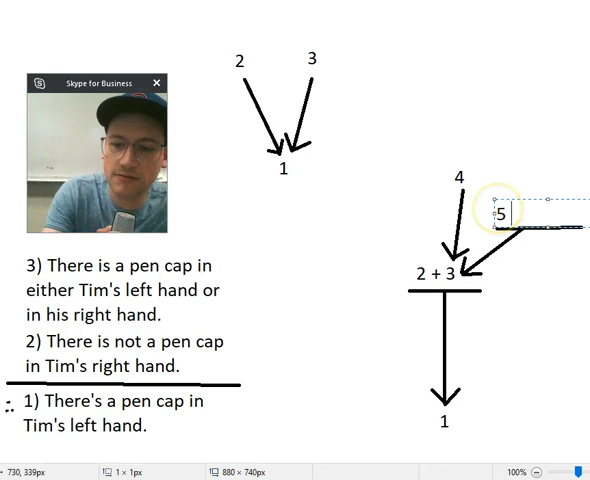 2
3
Skype for Business
1
4
5
3) There is a pen cap in
either Tim's left hand or
in his right hand.
2 + 3
2) There is not a pen cap
in Tim's right hand.
∴ 1) There's a pen cap in
Tim's left hand.
1
730, 339px
1 × 1px
880 × 740px
100%